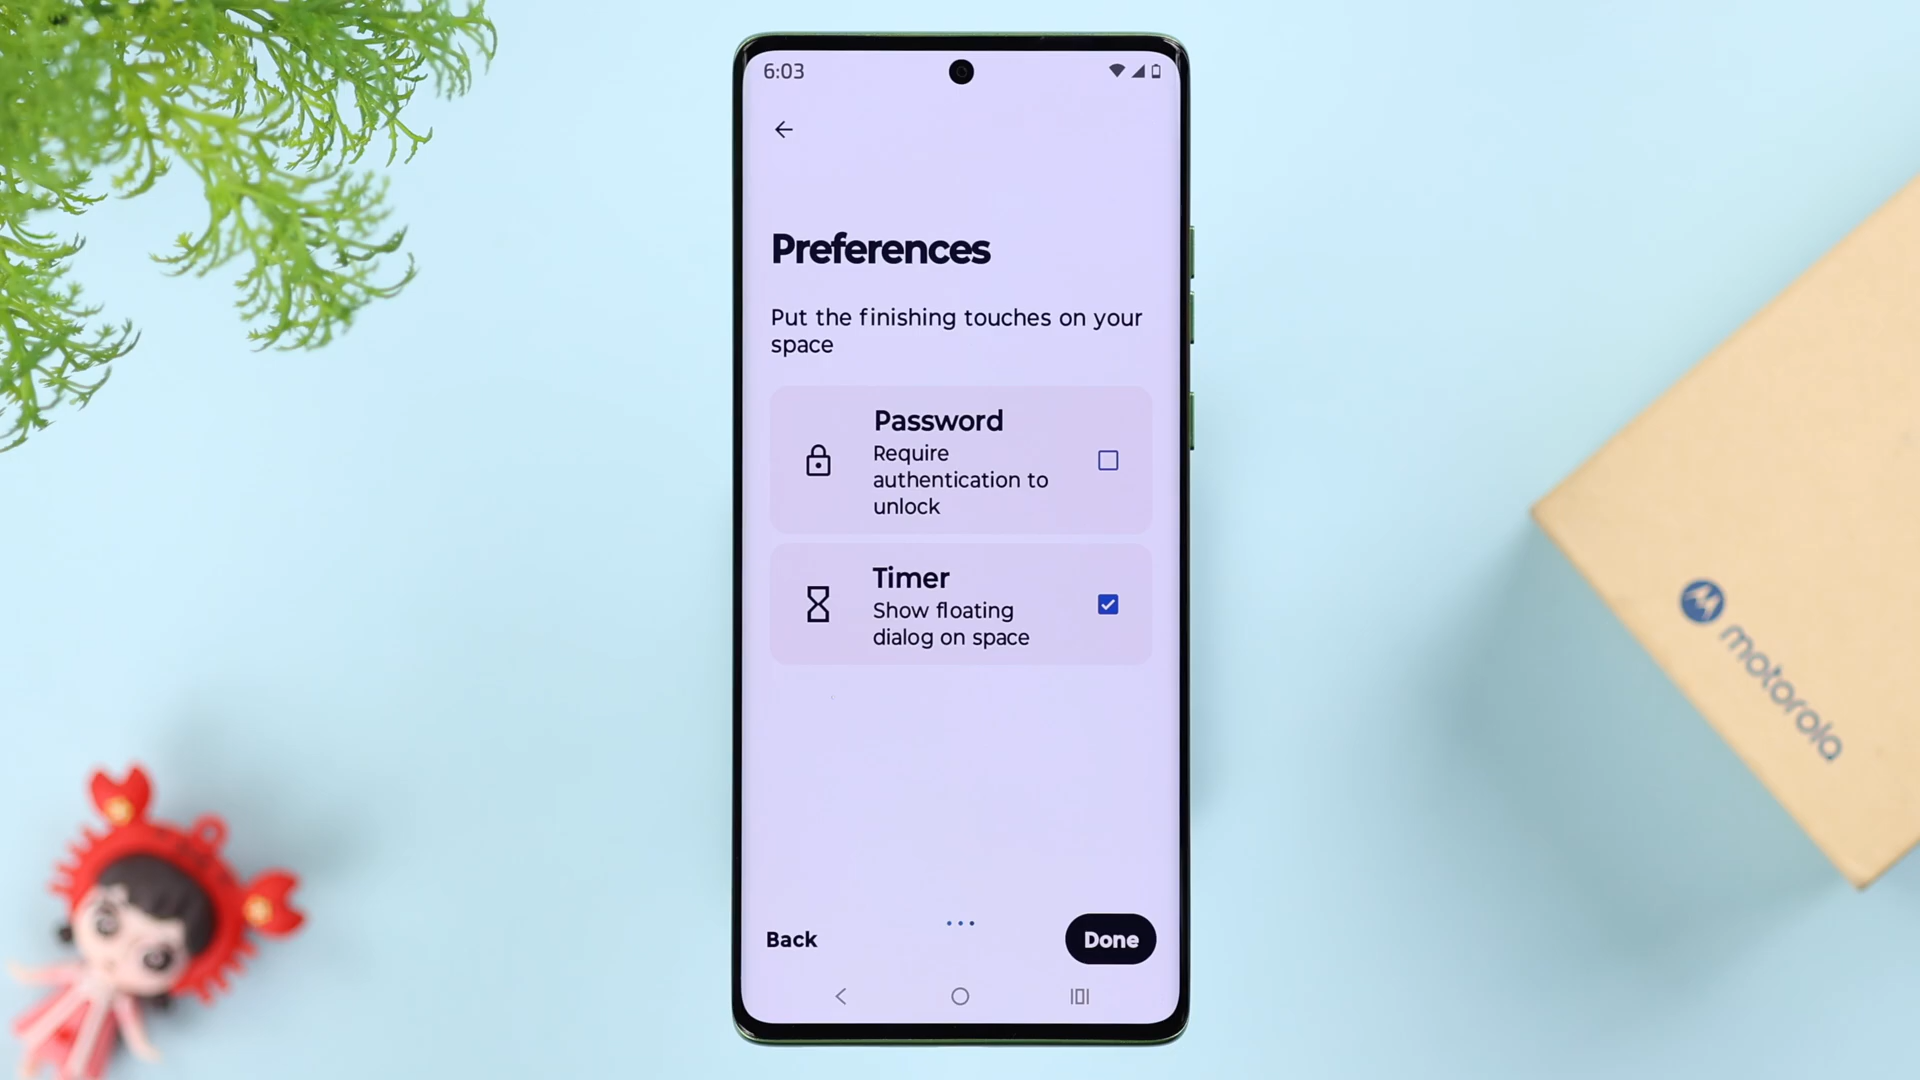 6:03
Preferences
Put the finishing touches on your
space
Password
Require
authentication to
unlock
Timer
Show floating
dialog on space
Back
Done
motorola